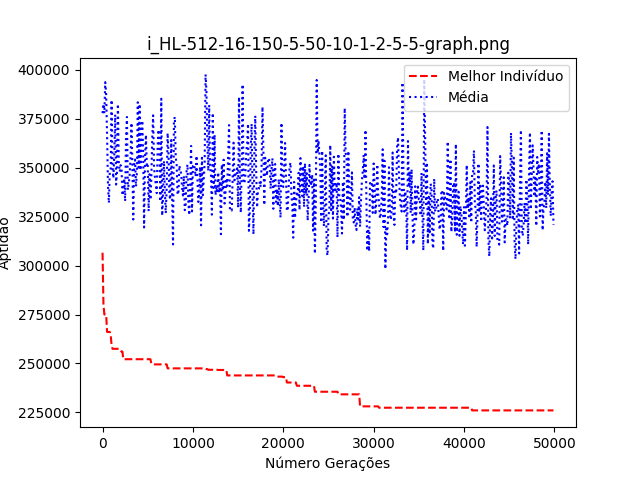 i_HL-512-16-150-5-50-10-1-2-5-5-graph.png
Melhor Indivíduo
Média
400000
375000
350000
325000
300000
275000
250000
225000
Aptidão
0
10000
20000
30000
40000
50000
Número Gerações